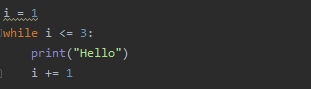 i = 1
while i <= 3:
    print("Hello")
    i += 1